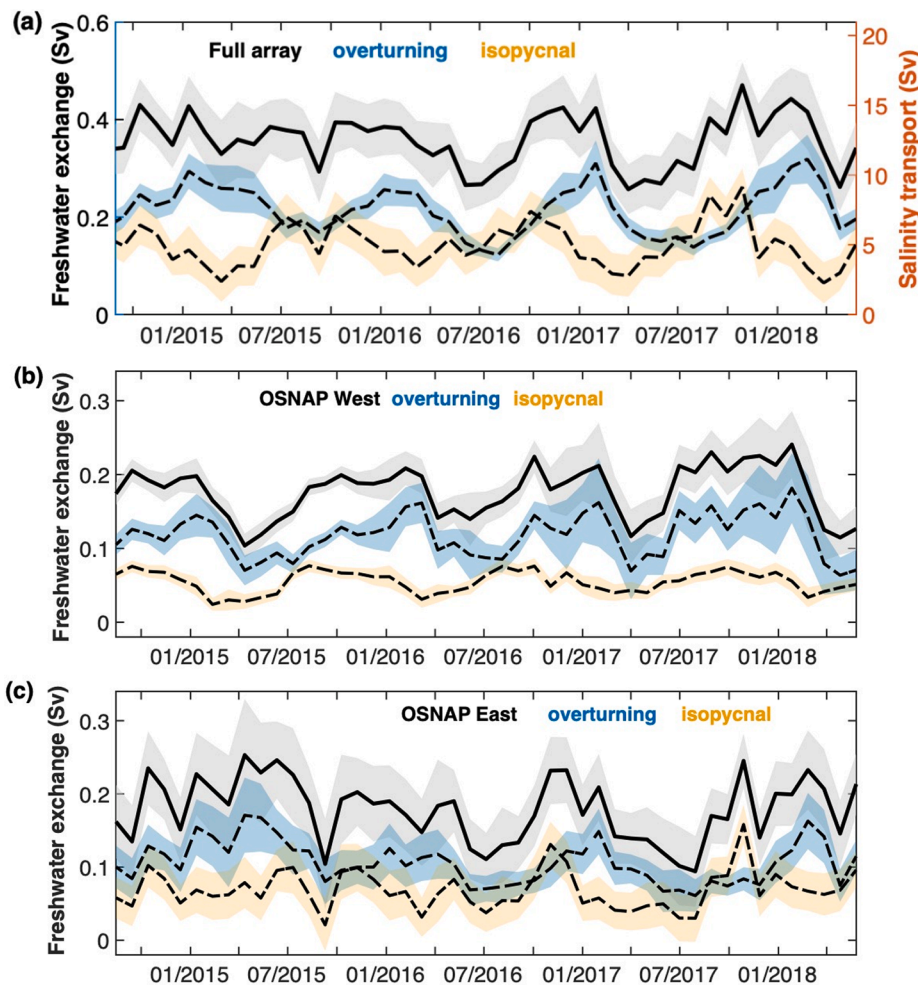 (a)
Full array overturning isopycnal
Freshwater exchange (Sv)
0.6
0.4
0.2
0
Salinity transport (Sv)
20
15
10
5
0
01/2015 07/2015 01/2016 07/2016 01/2017 07/2017 01/2018
(b)
OSNAP West overturning isopycnal
Freshwater exchange (Sv)
0.3
0.2
0.1
0
01/2015 07/2015 01/2016 07/2016 01/2017 07/2017 01/2018
(c)
OSNAP East overturning isopycnal
Freshwater exchange (Sv)
0.3
0.2
0.1
0
01/2015 07/2015 01/2016 07/2016 01/2017 07/2017 01/2018